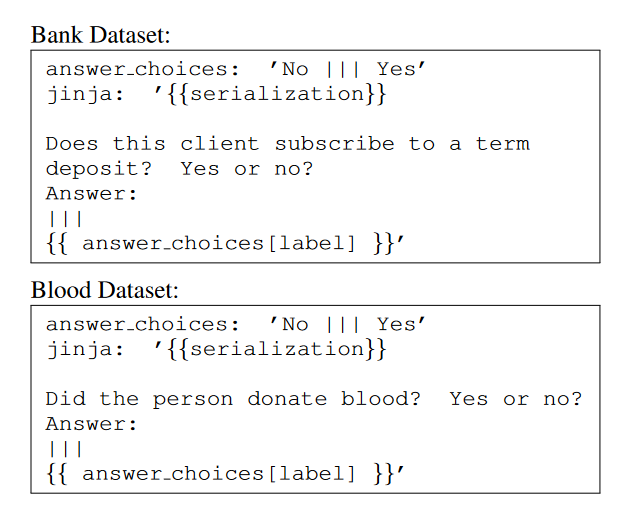 Bank Dataset:
answer_choices: 'No ||| Yes'
jinja: '{{serialization}}
Does this client subscribe to a term
deposit? Yes or no?
Answer:
|||
{{ answer_choices[label] }}'
Blood Dataset:
answer_choices: 'No ||| Yes'
jinja: '{{serialization}}
Did the person donate blood? Yes or no?
Answer:
|||
{{ answer_choices[label] }}'